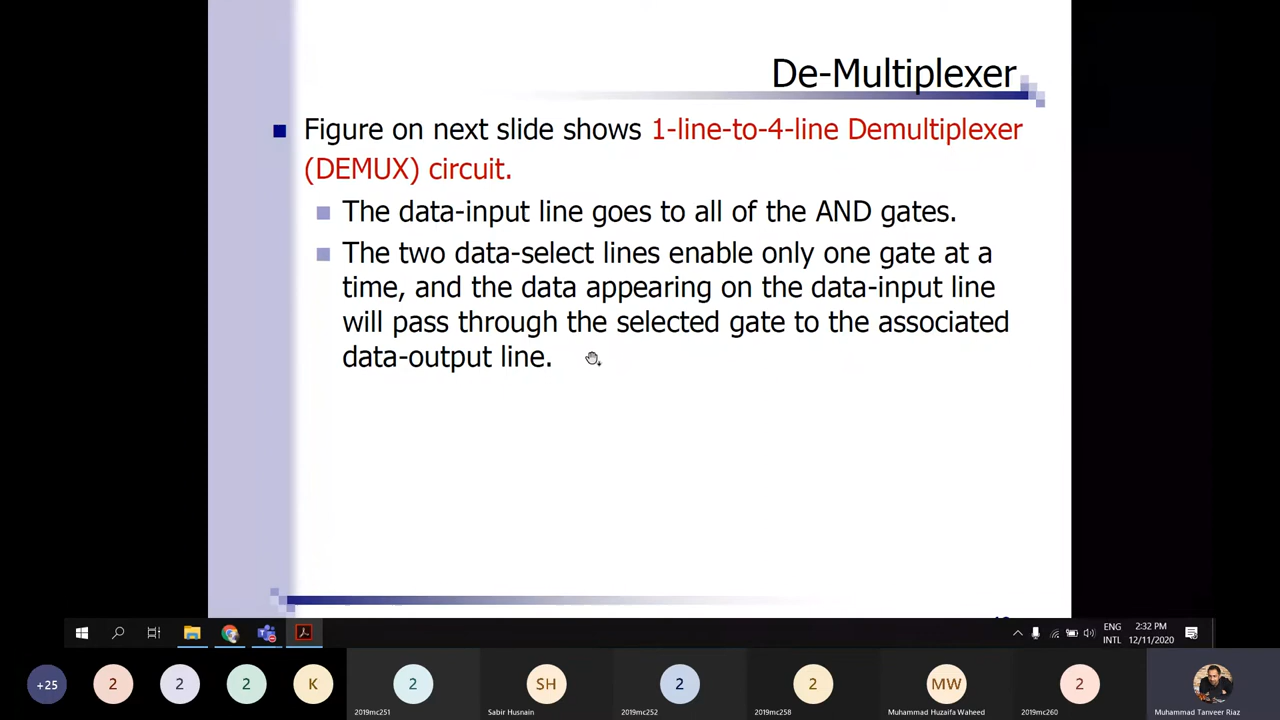 De-Multiplexer
Figure on next slide shows 1-line-to-4-line Demultiplexer
(DEMUX) circuit.
The data-input line goes to all of the AND gates.
The two data-select lines enable only one gate at a
time, and the data appearing on the data-input line
will pass through the selected gate to the associated
data-output line.
ENG
INTL
2:32 PM
12/11/2020
+25
2
2
2
K
2
SH
2
2
MW
2
2019mc251
Sabir Husnain
2019mc252
2019mc258
Muhammad Huzaifa Waheed
2019mc260
Muhammad Tanveer Riaz